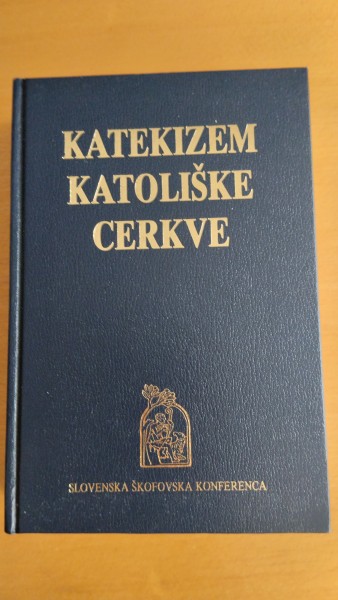 KATEKIZEM
KATOLIŠKE
CERKVE
SLOVENSKA ŠKOFOVSKA KONFERENCA